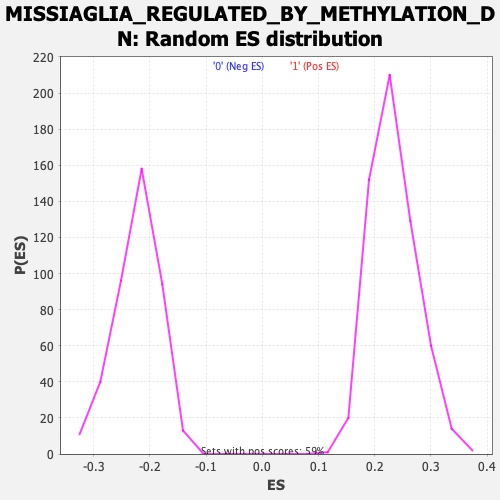 MISSIAGLIA_REGULATED_BY_METHYLATION_D
N: Random ES distribution
'0' (Neg ES) '1' (Pos ES)
220
200
180
160
140
120
100
80
60
40
20
0
P(ES)
Sets with pos scores: 59%
-0.3 -0.2 -0.1 0.0 0.1 0.2 0.3 0.4
ES